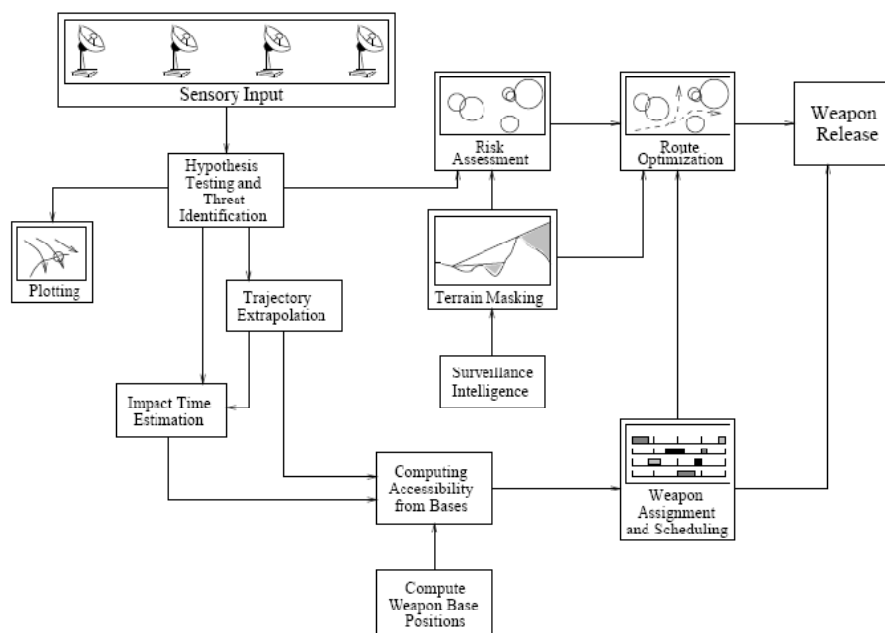 Sensory Input
Hypothesis
Testing and
Threst
Identification
Plotting
Trajectory
Extrapolation
Impact Time
Estimation
Risk
Assessment
Route
Optimization
Weapon
Release
Terrain Masking
Surveillance
Intelligence
Computing
Accessibility
from Bases
Weapon
Assignment
and Scheduling
Compute
Weapon Base
Positions